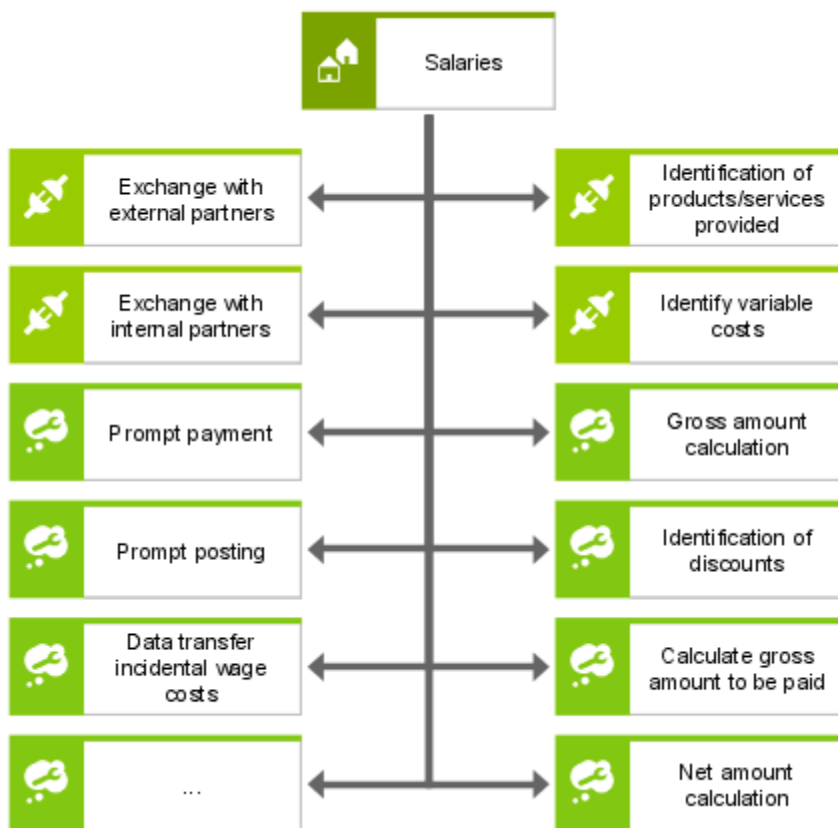 Salaries
Exchange with
external partners
Identification of
products/services
provided
Exchange with
internal partners
Identify variable
costs
Prompt payment
Gross amount
calculation
Prompt posting
Identification of
discounts
Data transfer
incidental wage
costs
Calculate gross
amount to be paid
...
Net amount
calculation